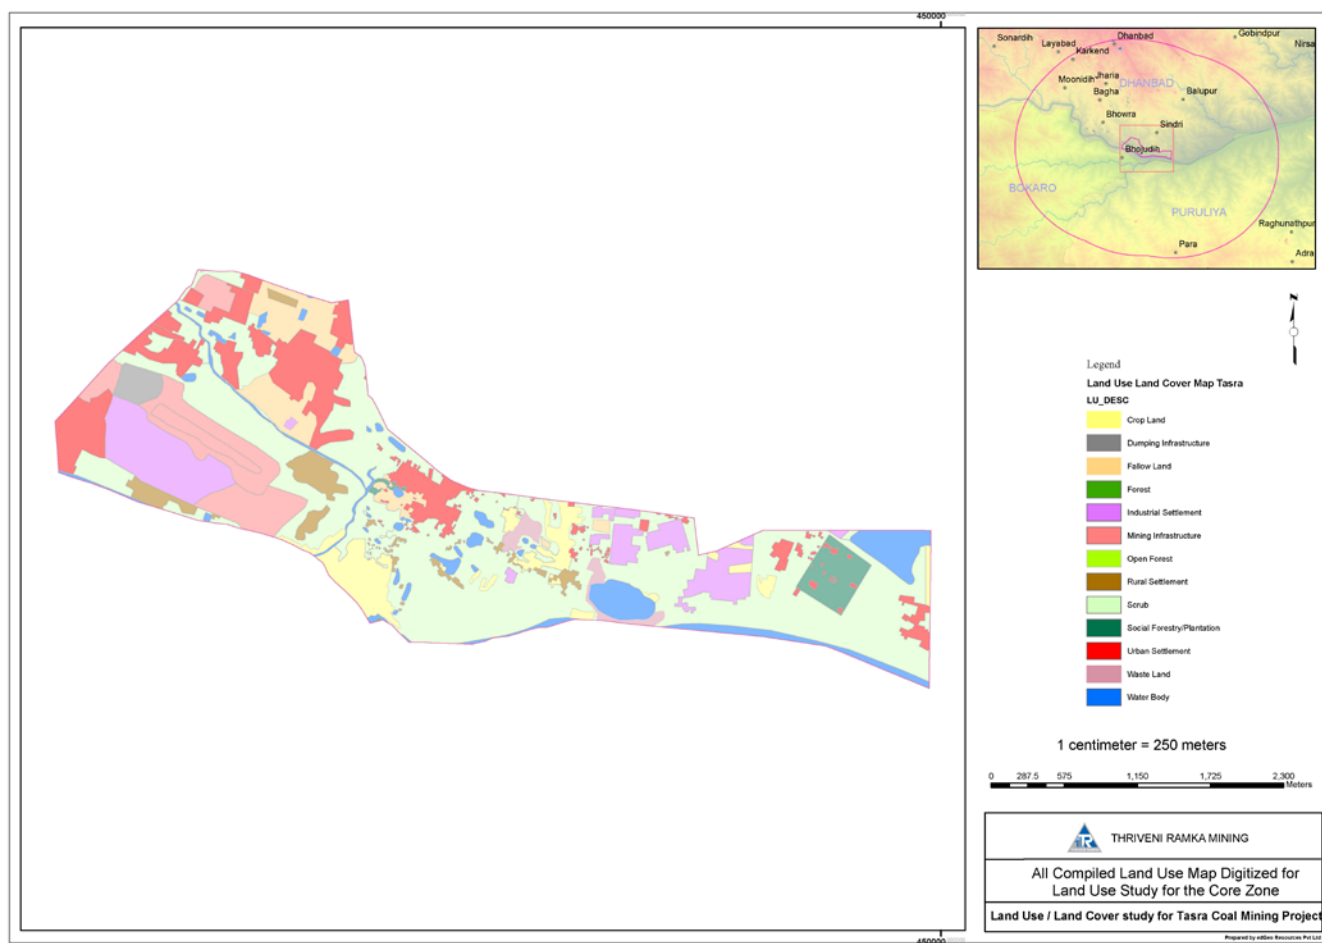 450000
Sonardih
Layabad
Karkend
Dhanbad
Gobindpur
Nirsa
Moonidih
Jharia
DHANBAD
Bagha
Balupur
Bhowra
Sindri
Bhojudih
BOKARO
PURULIYA
Raghunathpur
Para
Adra
N
Legend
Land Use Land Cover Map Tasra
LU_DESC
Crop Land
Dumping Infrastructure
Fallow Land
Forest
Industrial Settlement
Mining Infrastructure
Open Forest
Rural Settlement
Scrub
Social Forestry/Plantation
Urban Settlement
Waste Land
Water Body
1 centimeter = 250 meters
0 287.5 575 1,150 1,725 2,300
Meters
TR THRIVENI RAMKA MINING
All Compiled Land Use Map Digitized for
Land Use Study for the Core Zone
Land Use / Land Cover study for Tasra Coal Mining Project
450000